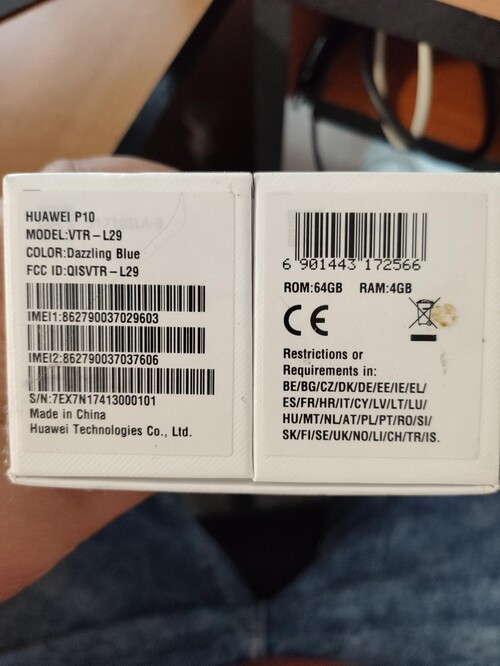 HUAWEI P10
MODEL:VTR-L29
COLOR:Dazzling Blue
FCC ID:QISVTR-L29
IMEI1:862790037029603
IMEI2:862790037037606
S/N:7EX7N17413000101
Made in China
Huawei Technologies Co., Ltd.
6 901443 172566
ROM:64GB RAM:4GB
CE
Restrictions or
Requirements in:
BE/BG/CZ/DK/DE/EE/IE/EL/
ES/FR/HR/IT/CY/LV/LT/LU/
HU/MT/NL/AT/PL/PT/RO/SI/
SK/FI/SE/UK/NO/LI/CH/TR/IS.